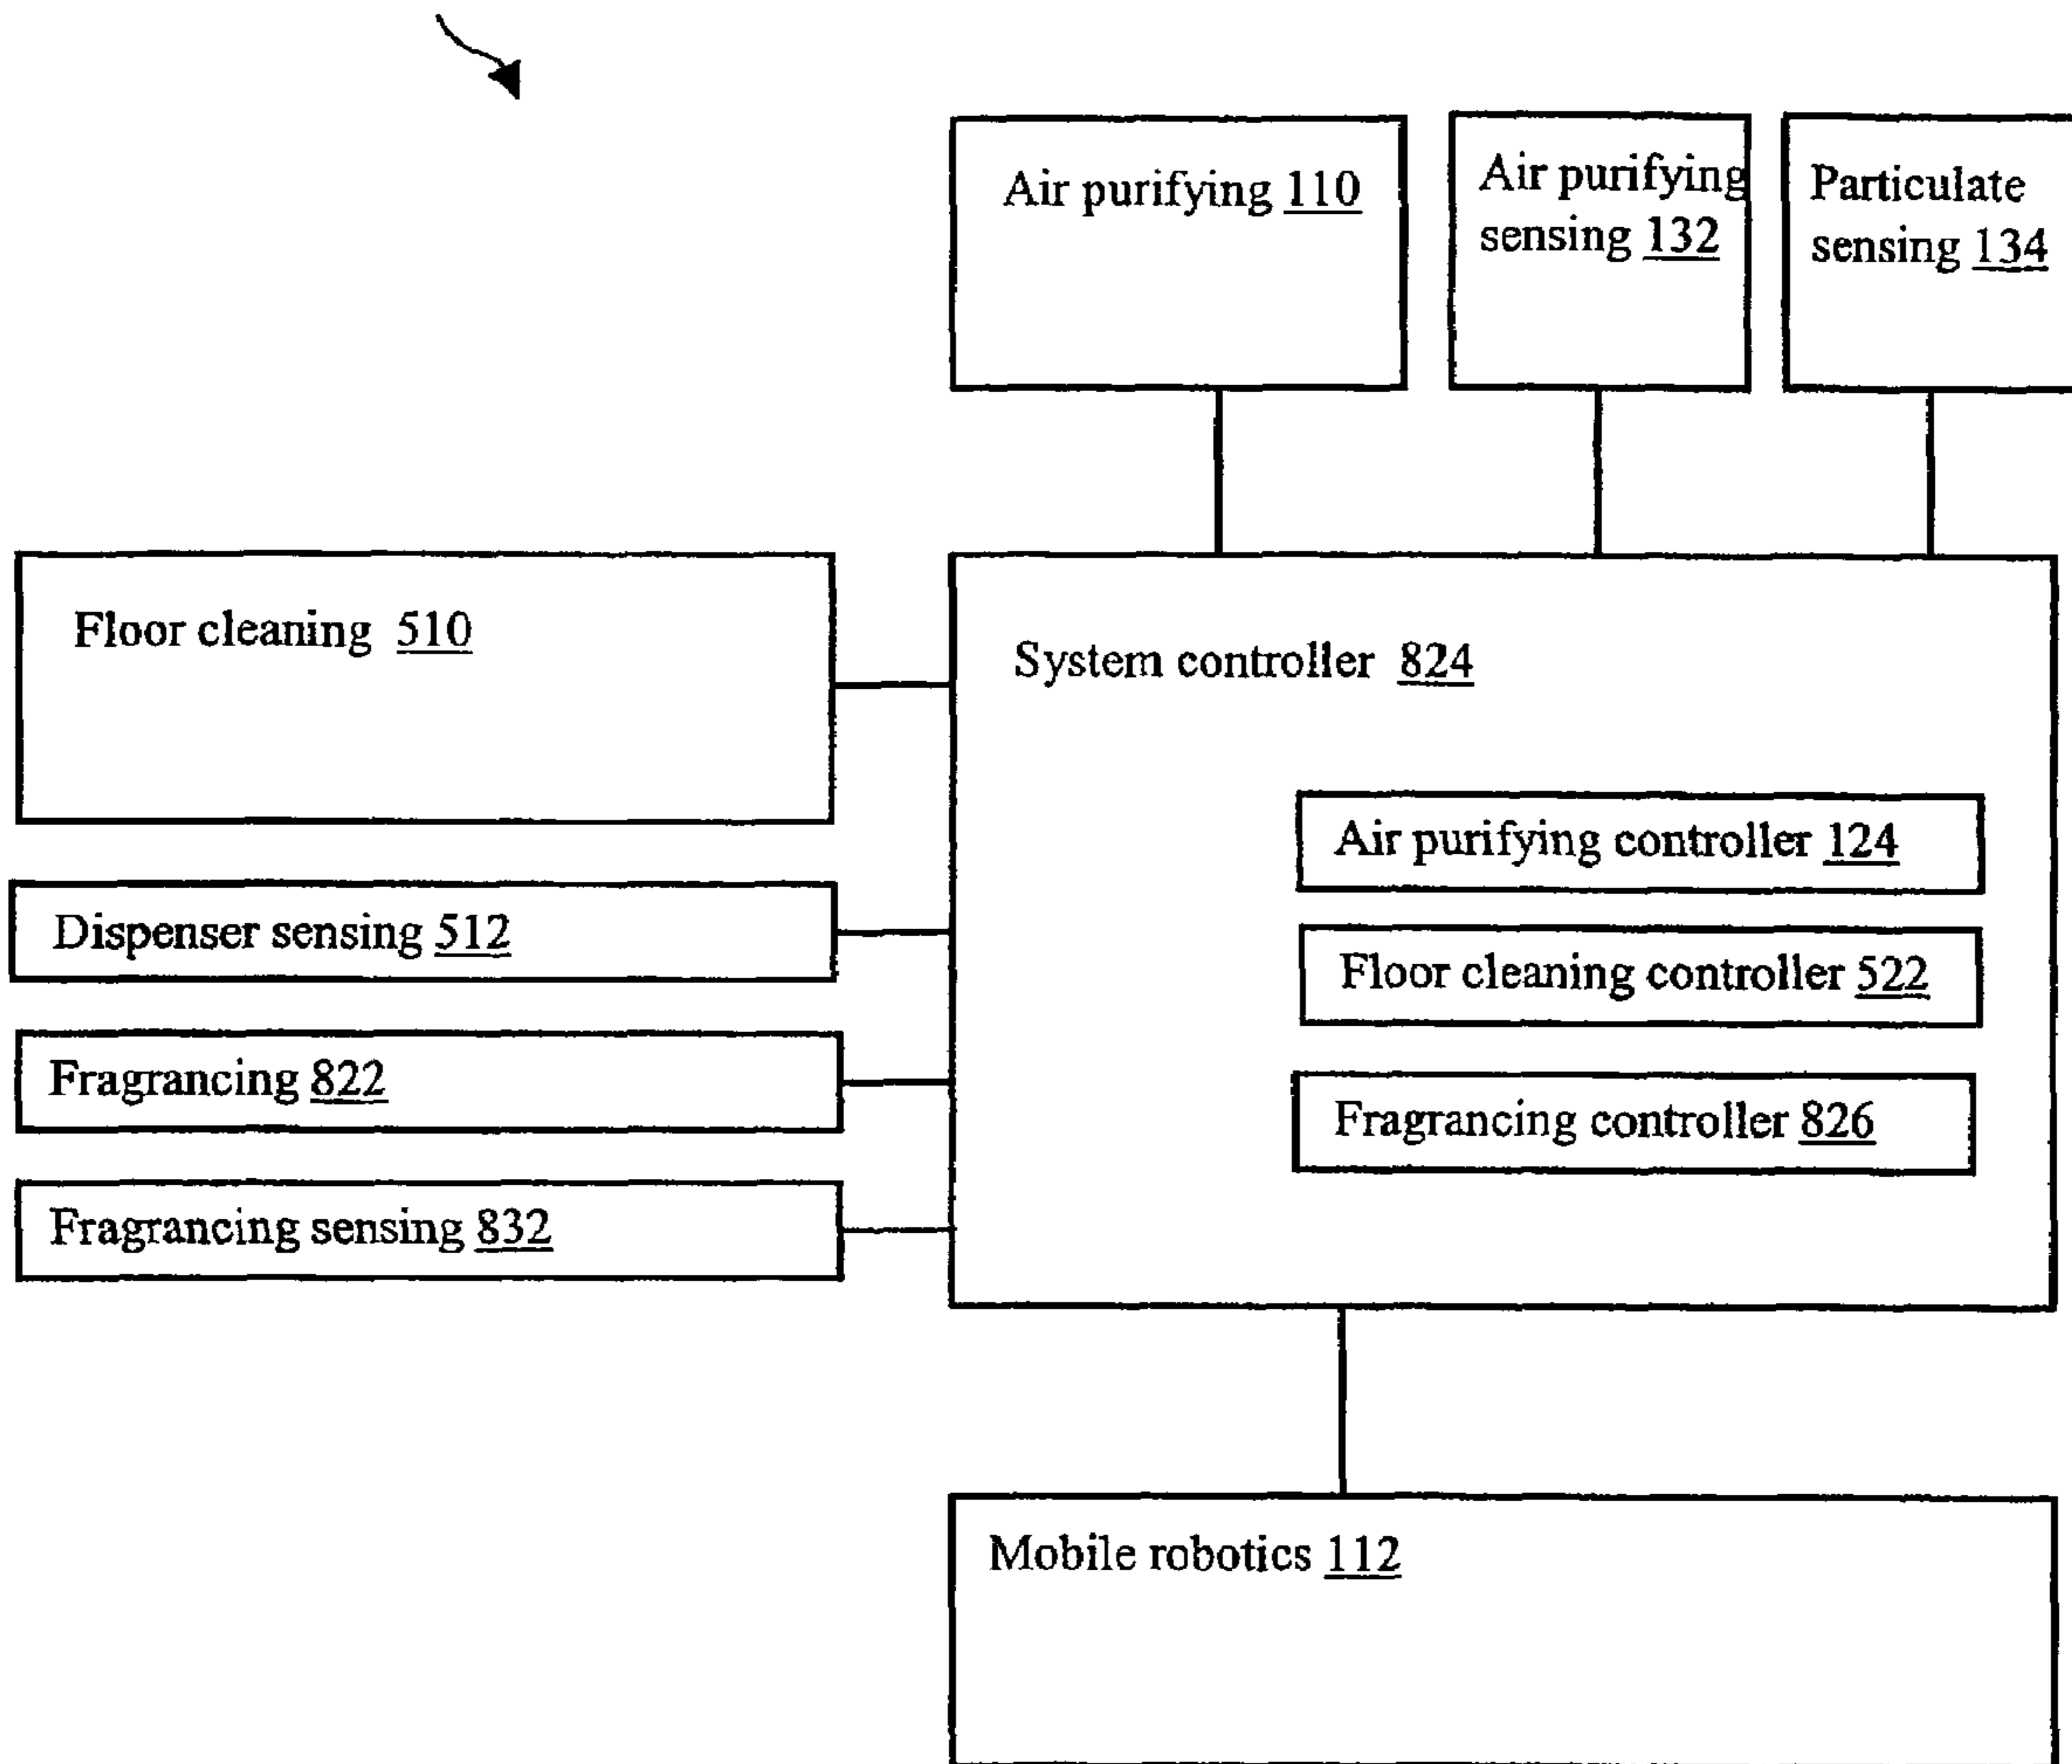 Air purifying 110
Air purifying
sensing 132
Particulate
sensing 134
Floor cleaning 510
System controller 824
Air purifying controller 124
Dispenser sensing 512
Floor cleaning controller 522
Fragrancing 822
Fragrancing controller 826
Fragrancing sensing 832
Mobile robotics 112